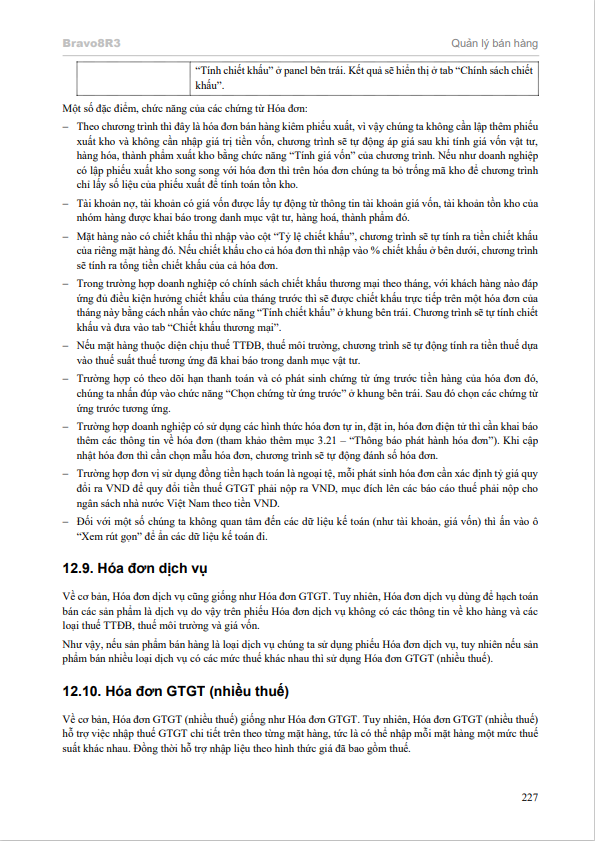 Bravo8R3 Quản lý bán hàng
“Tính chiết khấu” ở panel bên trái. Kết quả sẽ hiển thị ở tab “Chính sách chiết
khấu”.
Một số đặc điểm, chức năng của các chứng từ Hóa đơn:
– Theo chương trình thì đây là hóa đơn bán hàng kiêm phiếu xuất, vì vậy chúng ta không cần lập thêm phiếu
xuất kho và không cần nhập giá trị tiền vốn, chương trình sẽ tự động áp giá sau khi tính giá vốn vật tư,
hàng hóa, thành phẩm xuất kho bằng chức năng “Tính giá vốn” của chương trình. Nếu như doanh nghiệp
có lập phiếu xuất kho song song với hóa đơn thì trên hóa đơn chúng ta bỏ trống mã kho để chương trình
chỉ lấy số liệu của phiếu xuất để tính toán tồn kho.
– Tài khoản nợ, tài khoản có giá vốn được lấy tự động từ thông tin tài khoản giá vốn, tài khoản tồn kho của
nhóm hàng được khai báo trong danh mục vật tư, hàng hoá, thành phẩm đó.
– Mặt hàng nào có chiết khấu thì nhập vào cột “Tỷ lệ chiết khấu”, chương trình sẽ tự tính ra tiền chiết khấu
của riêng mặt hàng đó. Nếu chiết khấu cho cả hóa đơn thì nhập vào % chiết khấu ở bên dưới, chương trình
sẽ tính ra tổng tiền chiết khấu của cả hóa đơn.
– Trong trường hợp doanh nghiệp có chính sách chiết khấu thương mại theo tháng, với khách hàng nào đáp
ứng đủ điều kiện hưởng chiết khấu của tháng trước thì sẽ được chiết khấu trực tiếp trên một hóa đơn của
tháng này bằng cách nhấn vào chức năng “Tính chiết khấu” ở khung bên trái. Chương trình sẽ tự tính chiết
khấu và đưa vào tab “Chiết khấu thương mại”.
– Nếu mặt hàng thuộc diện chịu thuế TTĐB, thuế môi trường, chương trình sẽ tự động tính ra tiền thuế dựa
vào thuế suất thuế tương ứng đã khai báo trong danh mục vật tư.
– Trường hợp có theo dõi hạn thanh toán và có phát sinh chứng từ ứng trước tiền hàng của hóa đơn đó,
chúng ta nhấn đúp vào chức năng “Chọn chứng từ ứng trước” ở khung bên trái. Sau đó chọn các chứng từ
ứng trước tương ứng.
– Trường hợp doanh nghiệp có sử dụng các hình thức hóa đơn tự in, đặt in, hóa đơn điện tử thì cần khai báo
thêm các thông tin về hóa đơn (tham khảo thêm mục 3.21 – “Thông báo phát hành hóa đơn”). Khi cập
nhật hóa đơn thì cần chọn mẫu hóa đơn, chương trình sẽ tự động đánh số hóa đơn.
– Trường hợp đơn vị sử dụng đồng tiền hạch toán là ngoại tệ, mỗi phát sinh hóa đơn cần xác định tỷ giá quy
đổi ra VND để quy đổi tiền thuế GTGT phải nộp ra VND, mục đích lên các báo cáo thuế phải nộp cho
ngân sách nhà nước Việt Nam theo tiền VND.
– Đối với một số chúng ta không quan tâm đến các dữ liệu kế toán (như tài khoản, giá vốn) thì ấn vào ô
“Xem rút gọn” để ẩn các dữ liệu kế toán đi.
12.9. Hóa đơn dịch vụ
Về cơ bản, Hóa đơn dịch vụ cũng giống như Hóa đơn GTGT. Tuy nhiên, Hóa đơn dịch vụ dùng để hạch toán
bán các sản phẩm là dịch vụ do vậy trên phiếu Hóa đơn dịch vụ không có các thông tin về kho hàng và các
loại thuế TTĐB, thuế môi trường và giá vốn.
Như vậy, nếu sản phẩm bán hàng là loại dịch vụ chúng ta sử dụng phiếu Hóa đơn dịch vụ, tuy nhiên nếu sản
phẩm bán nhiều loại dịch vụ có các mức thuế khác nhau thì sử dụng Hóa đơn GTGT (nhiều thuế).
12.10. Hóa đơn GTGT (nhiều thuế)
Về cơ bản, Hóa đơn GTGT (nhiều thuế) giống như Hóa đơn GTGT. Tuy nhiên, Hóa đơn GTGT (nhiều thuế)
hỗ trợ việc nhập thuế GTGT chi tiết trên theo từng mặt hàng, tức là có thể nhập mỗi mặt hàng một mức thuế
suất khác nhau. Đồng thời hỗ trợ nhập liệu theo hình thức giá đã bao gồm thuế.
227